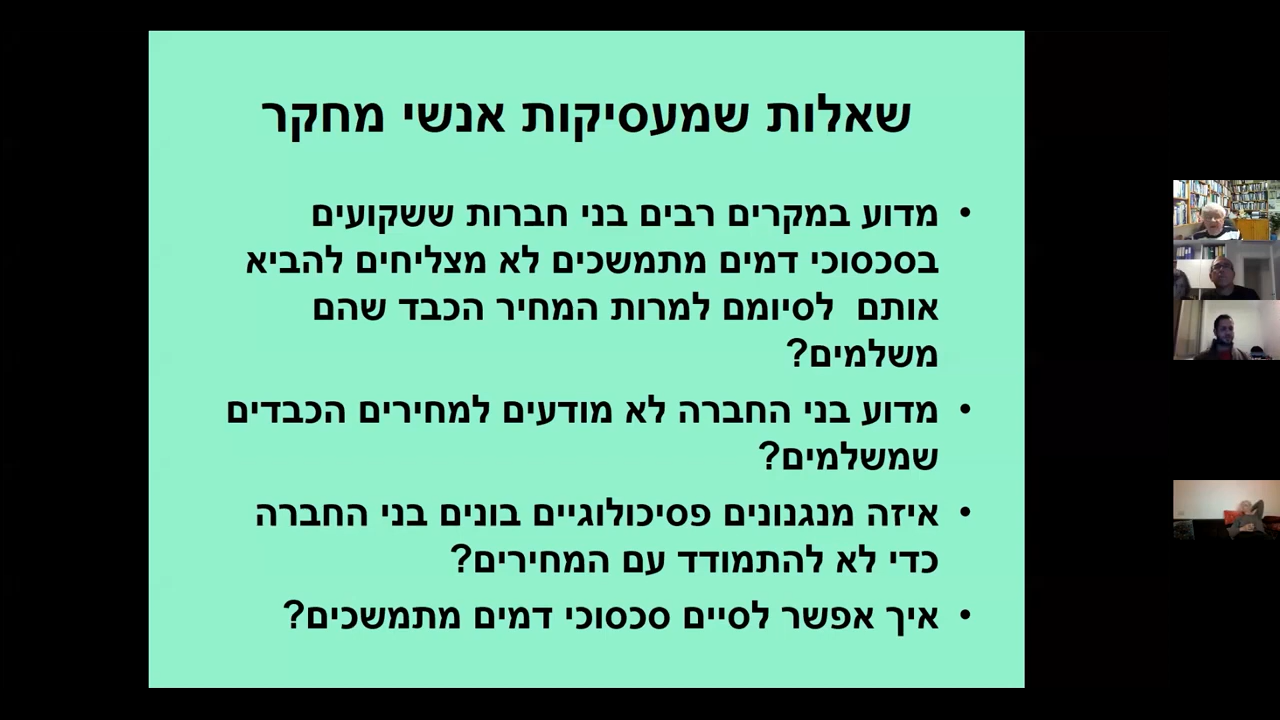 שאלות שמעסיקות אנשי מחקר
• מדוע במקרים רבים בני חברות ששקועים
בסכסוכי דמים מתמשכים לא מצליחים להביא
אותם לסיומם למרות המחיר הכבד שהם
משלמים?
• מדוע בני החברה לא מודעים למחירים הכבדים
שמשלמים?
• איזה מנגנונים פסיכולוגיים בונים בני החברה
כדי לא להתמודד עם המחירים?
• איך אפשר לסיים סכסוכי דמים מתמשכים?